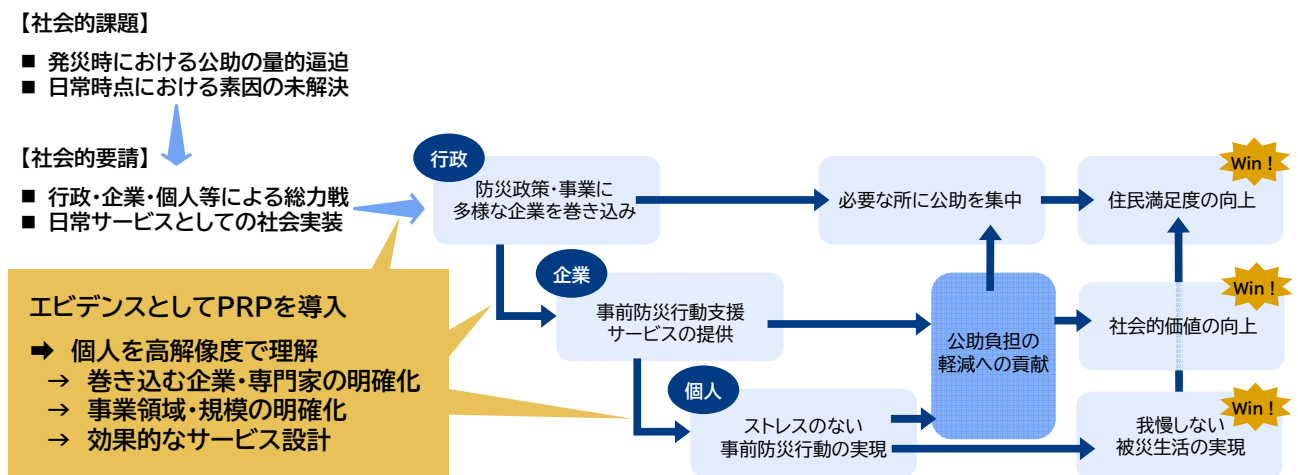 【社会的課題】
■ 発災時における公助の量的逼迫
■ 日常時点における素因の未解決
【社会的要請】
■ 行政・企業・個人等による総力戦
■ 日常サービスとしての社会実装
エビデンスとしてPRPを導入
➡ 個人を高解像度で理解
→ 巻き込む企業・専門家の明確化
→ 事業領域・規模の明確化
→ 効果的なサービス設計
行政
防災政策・事業に
多様な企業を巻き込み
必要な所に公助を集中
住民満足度の向上
Win！
企業
事前防災行動支援
サービスの提供
公助負担の
軽減への貢献
社会的価値の向上
Win！
個人
ストレスのない
事前防災行動の実現
我慢しない
被災生活の実現
Win！